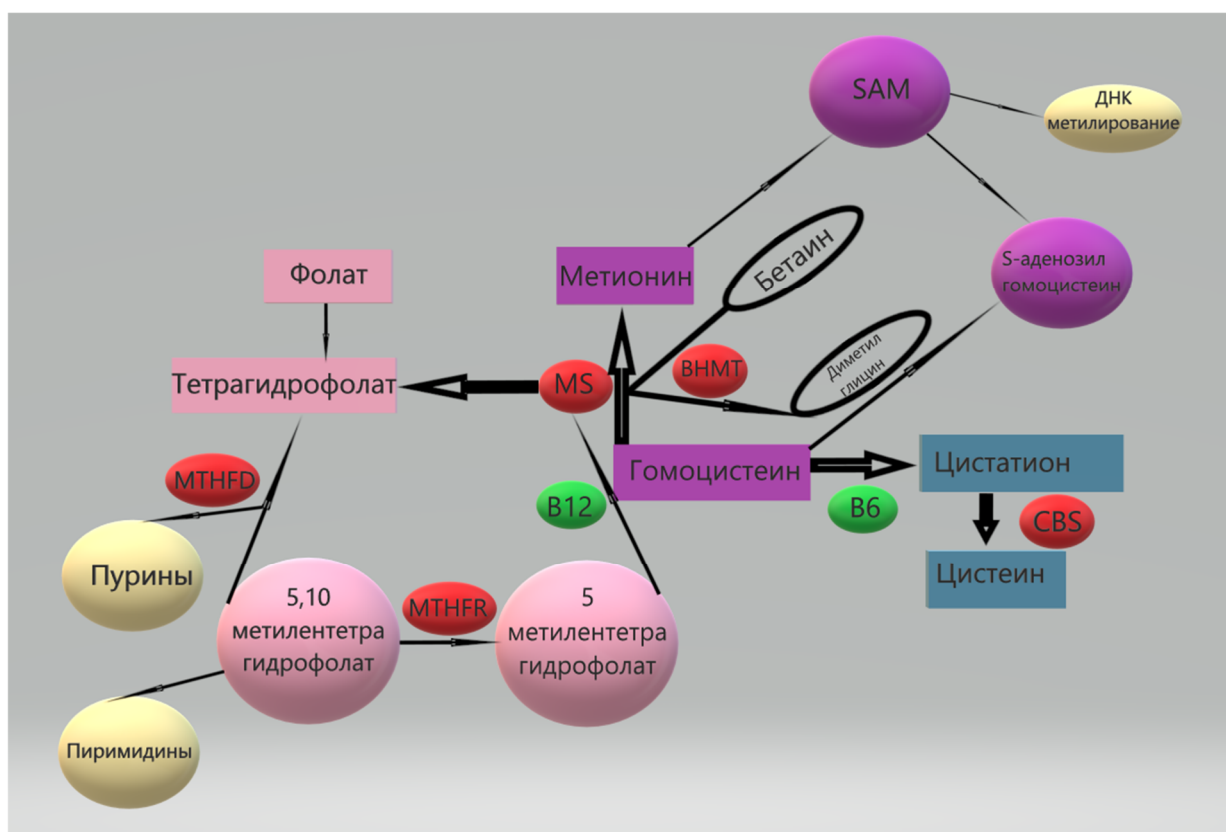 SAM
ДНК
метилирование
Фолат
Метионин
Бетаин
S-аденозил
гомоцистеин
Тетрагидрофолат
MS
BHMT
Диметил
глицин
MTHFD
B12
Гомоцистеин
B6
Цистатион
CBS
Цистеин
Пурины
5,10
метилентетра
гидрофолат
MTHFR
5
метилентетра
гидрофолат
Пиримидины